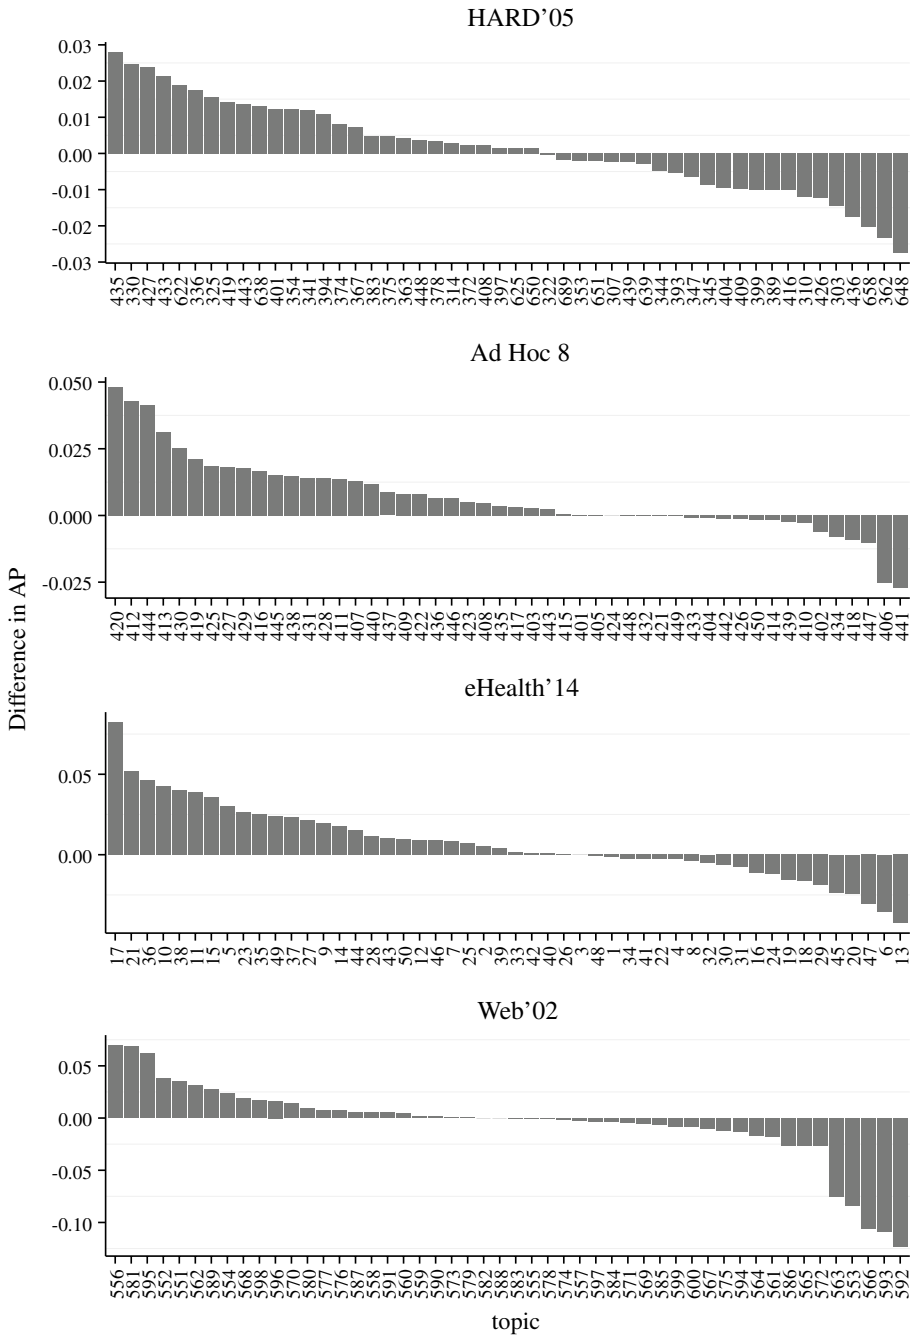 HARD’05
0.03
0.02
0.01
0.00
-0.01
-0.02
-0.03
435 330 427 433 622 336 325 419 443 638 401 354 341 394 374 367 383 375 363 448 378 314 372 408 397 625 650 322 689 353 651 307 439 639 344 393 347 345 404 409 399 389 416 310 426 303 436 658 362 648
Ad Hoc 8
0.050
0.025
0.000
-0.025
420 412 444 413 430 419 425 427 429 416 445 438 431 428 411 407 440 437 409 422 436 446 423 408 435 417 403 443 415 401 405 424 448 432 421 449 433 404 442 426 450 414 439 410 402 434 418 447 406 441
Difference in AP
eHealth’14
0.05
0.00
17 21 36 10 38 11 15 5 23 35 49 37 27 9 14 44 28 43 50 12 46 7 25 2 39 33 42 40 26 3 48 1 34 41 22 4 8 32 30 31 16 24 19 18 29 45 20 47 6 13
Web’02
0.05
0.00
-0.05
-0.10
556 581 595 552 551 562 589 554 568 598 596 570 580 577 576 587 558 591 560 559 590 573 579 582 588 583 555 578 574 557 597 584 571 569 585 599 600 567 575 594 564 561 586 565 572 563 553 566 593 592
topic